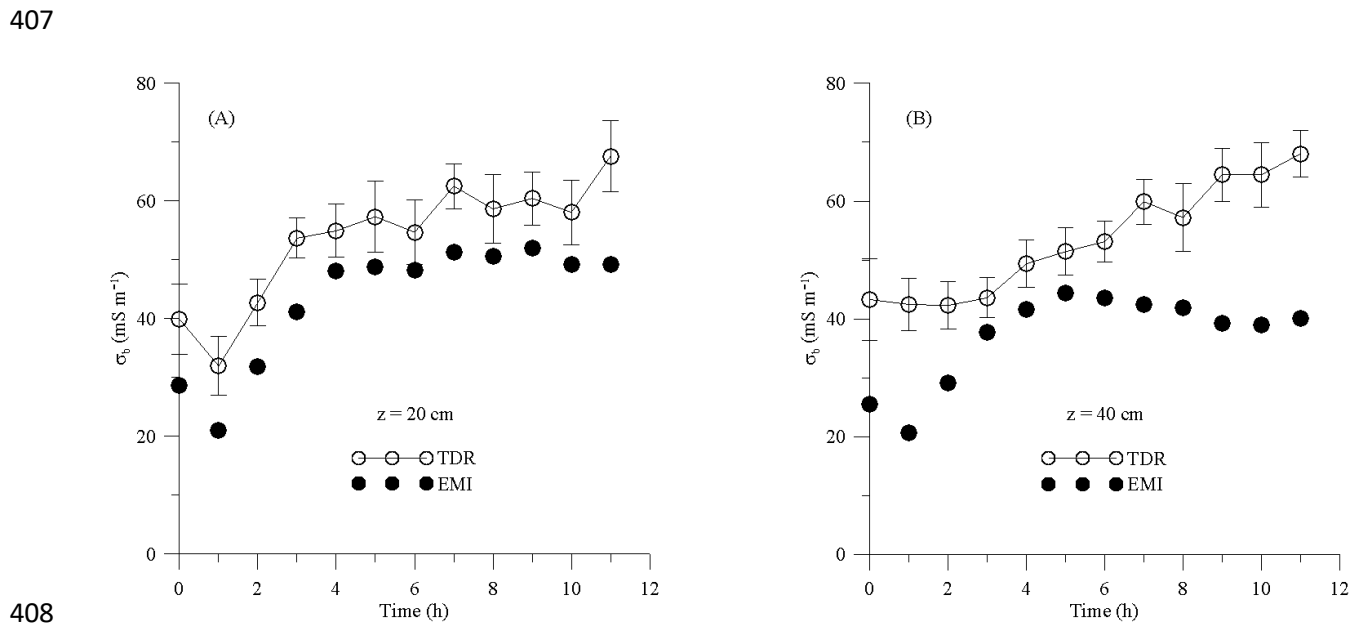 407
80
60
40
20
0
σb (mS m⁻¹)
(A)
z = 20 cm
TDR
EMI
0 2 4 6 8 10 12
Time (h)
80
60
40
20
0
σb (mS m⁻¹)
(B)
z = 40 cm
TDR
EMI
0 2 4 6 8 10 12
Time (h)
408